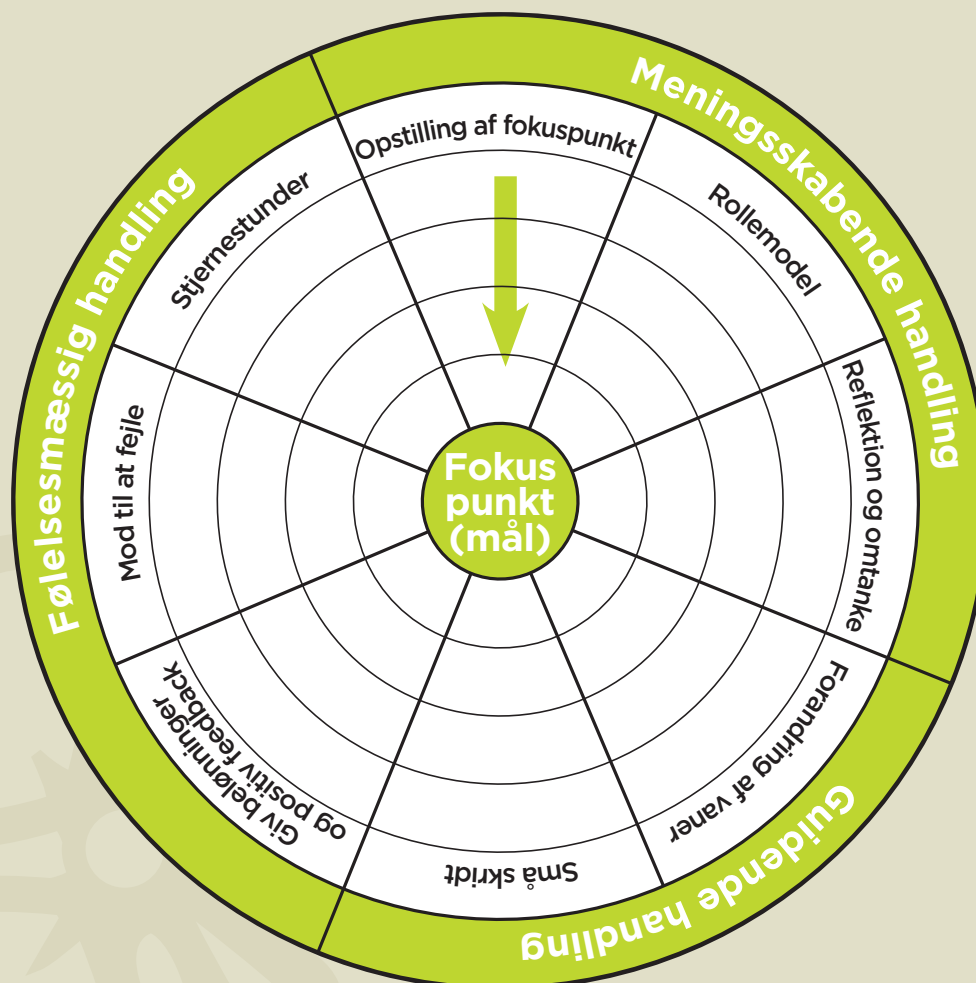 Meningsskabende handling
Opstilling af fokuspunkt
Rollemodel
Reflektion og omtanke
Guidende handling
Forandring af vaner
Små skridt
Følelsesmæssig handling
Giv belønninger
og positiv feedback
Mod til at fejle
Stjernestunder
Fokus
punkt
(mål)